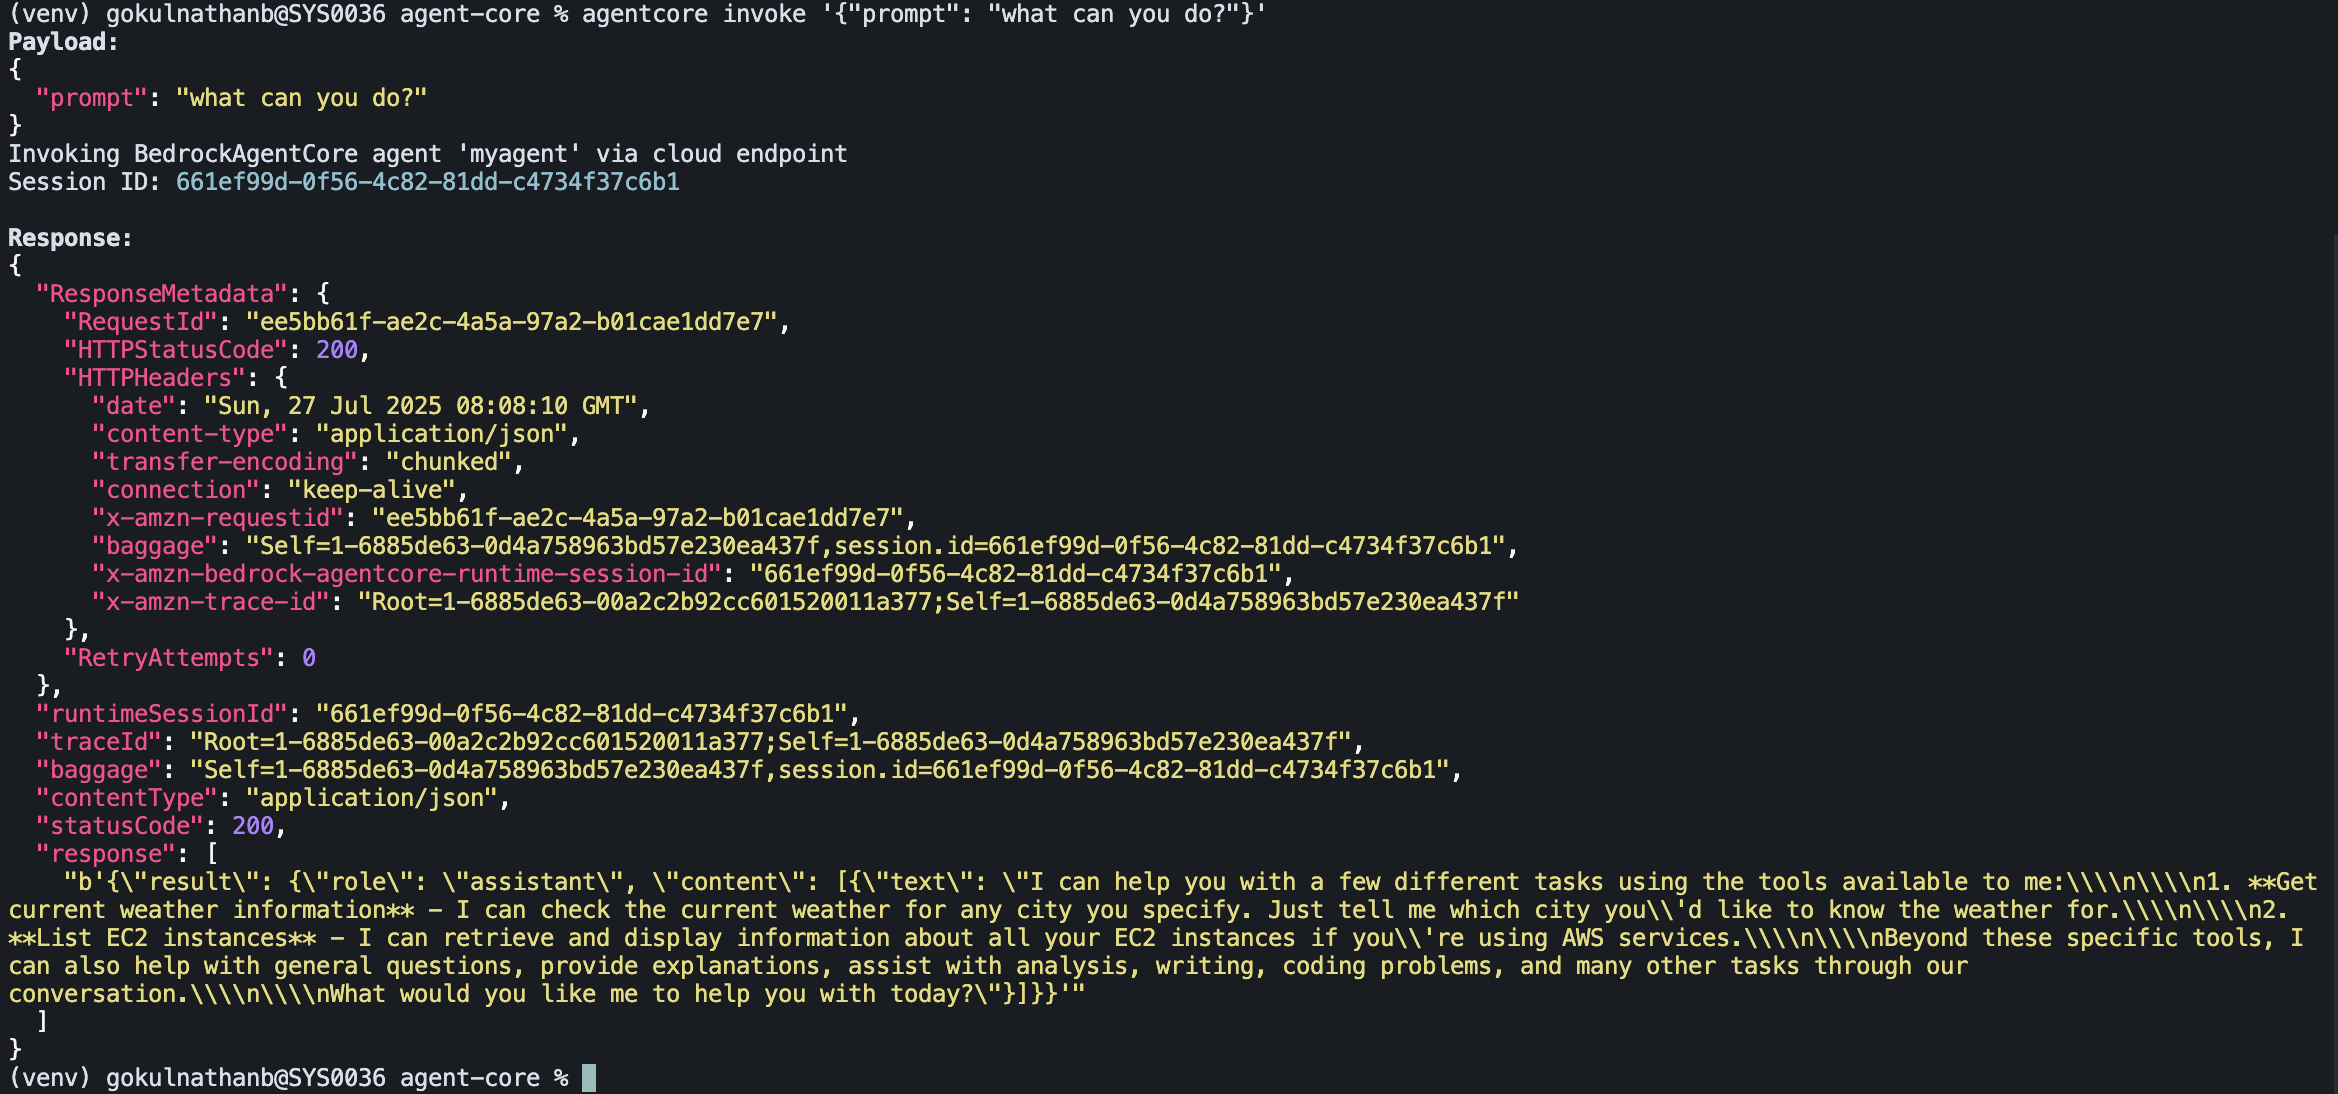 (venv) gokulnathanb@SYS0036 agent-core % agentcore invoke '{"prompt": "what can you do?"}'
Payload:
{
  "prompt": "what can you do?"
}
Invoking BedrockAgentCore agent 'myagent' via cloud endpoint
Session ID: 661ef99d-0f56-4c82-81dd-c4734f37c6b1

Response:
{
  "ResponseMetadata": {
    "RequestId": "ee5bb61f-ae2c-4a5a-97a2-b01cae1dd7e7",
    "HTTPStatusCode": 200,
    "HTTPHeaders": {
      "date": "Sun, 27 Jul 2025 08:08:10 GMT",
      "content-type": "application/json",
      "transfer-encoding": "chunked",
      "connection": "keep-alive",
      "x-amzn-requestid": "ee5bb61f-ae2c-4a5a-97a2-b01cae1dd7e7",
      "baggage": "Self=1-6885de63-0d4a758963bd57e230ea437f,session.id=661ef99d-0f56-4c82-81dd-c4734f37c6b1",
      "x-amzn-bedrock-agentcore-runtime-session-id": "661ef99d-0f56-4c82-81dd-c4734f37c6b1",
      "x-amzn-trace-id": "Root=1-6885de63-00a2c2b92cc601520011a377;Self=1-6885de63-0d4a758963bd57e230ea437f"
    },
    "RetryAttempts": 0
  },
  "runtimeSessionId": "661ef99d-0f56-4c82-81dd-c4734f37c6b1",
  "traceId": "Root=1-6885de63-00a2c2b92cc601520011a377;Self=1-6885de63-0d4a758963bd57e230ea437f",
  "baggage": "Self=1-6885de63-0d4a758963bd57e230ea437f,session.id=661ef99d-0f56-4c82-81dd-c4734f37c6b1",
  "contentType": "application/json",
  "statusCode": 200,
  "response": [
    "b'{\"result\": {\"role\": \"assistant\", \"content\": [{\"text\": \"I can help you with a few different tasks using the tools available to me:\\\\n\\\\n1. **Get
current weather information** - I can check the current weather for any city you specify. Just tell me which city you\\'d like to know the weather for.\\\\n\\\\n2.
**List EC2 instances** - I can retrieve and display information about all your EC2 instances if you\\'re using AWS services.\\\\n\\\\nBeyond these specific tools, I
can also help with general questions, provide explanations, assist with analysis, writing, coding problems, and many other tasks through our
conversation.\\\\n\\\\nWhat would you like me to help you with today?\"}]}}'"
  ]
}
(venv) gokulnathanb@SYS0036 agent-core %